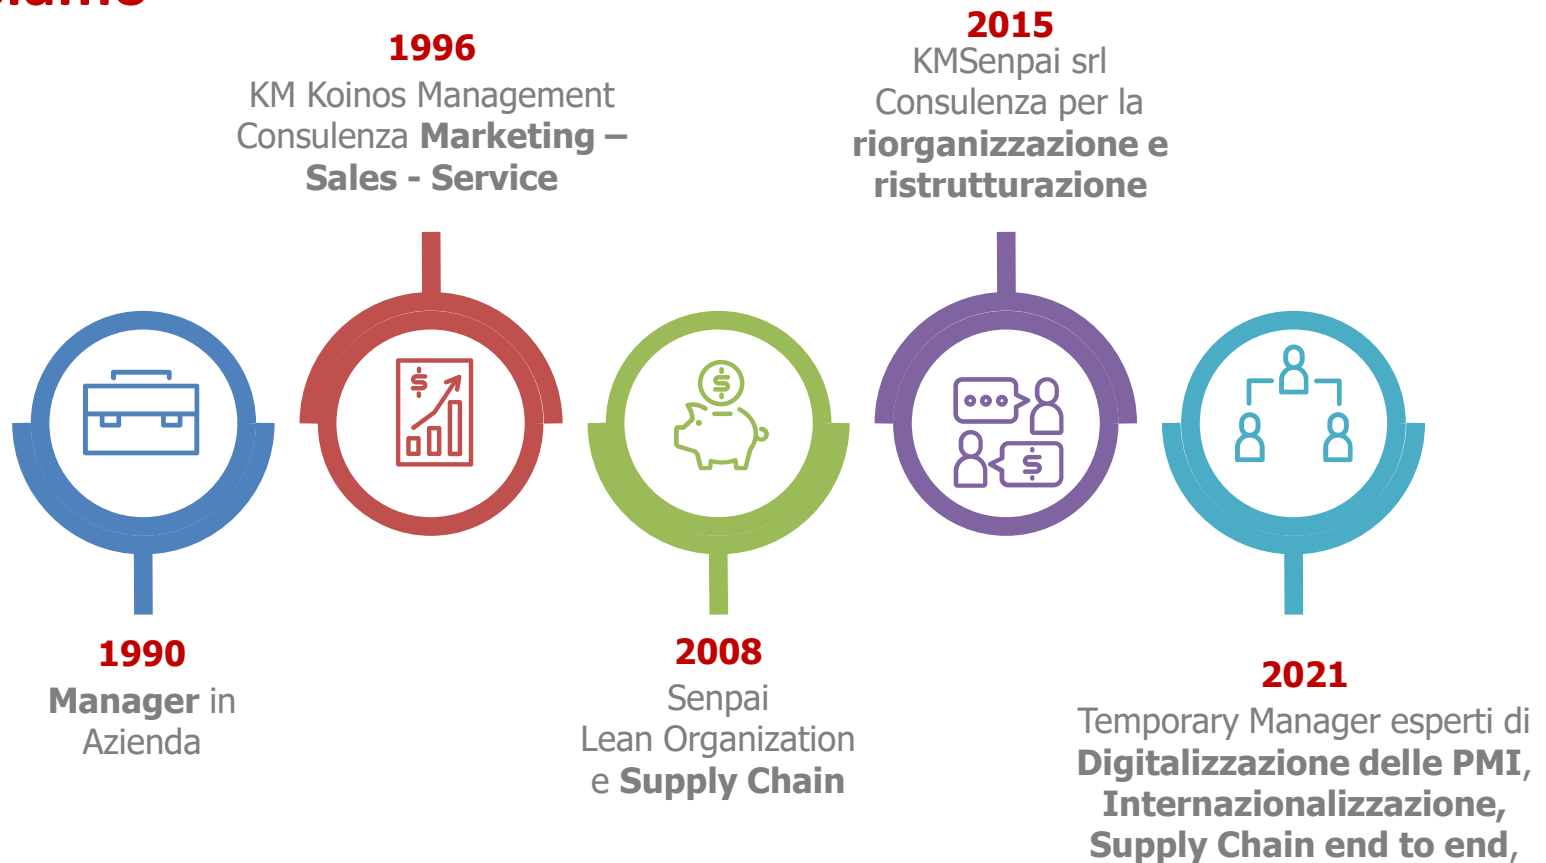 1996
KM Koinos Management
Consulenza Marketing –
Sales - Service
2015
KMSenpai srl
Consulenza per la
riorganizzazione e
ristrutturazione
1990
Manager in
Azienda
2008
Senpai
Lean Organization
e Supply Chain
2021
Temporary Manager esperti di
Digitalizzazione delle PMI,
Internazionalizzazione,
Supply Chain end to end,